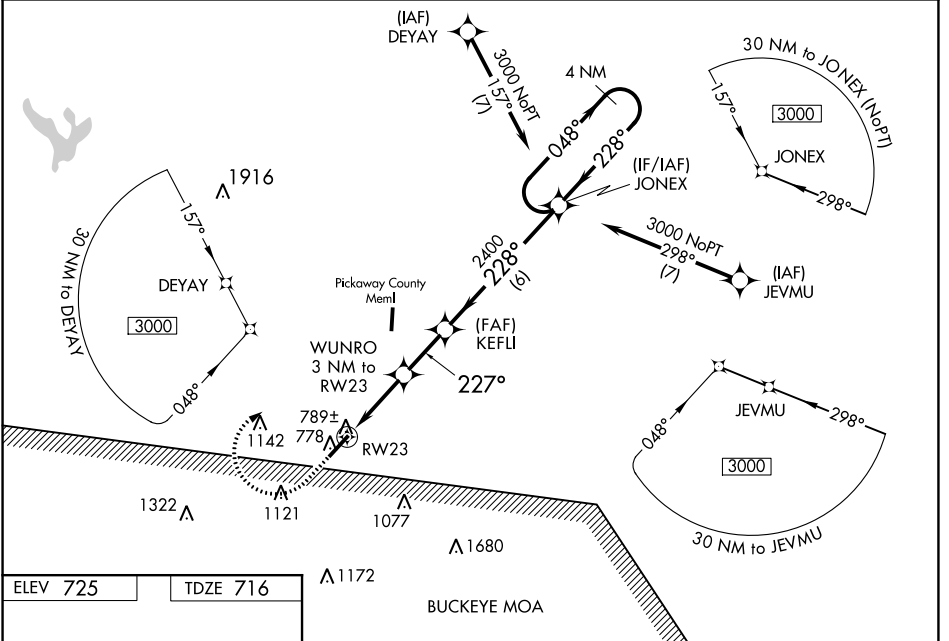 (IAF)
DEYAY
3000 NoPT
157°
(7)
4 NM
048°
228°
(IF/IAF)
JONEX
30 NM to JONEX (NoPT)
157°
3000
JONEX
298°
1916
157°
30 NM to DEYAY
DEYAY
3000
048°
3000 NoPT
298°
(7)
(IAF)
JEVMU
2400
228°
(6)
Pickaway County
Meml
(FAF)
KEFLI
WUNRO
3 NM to
RW23
227°
789±
778
RW23
1142
1322
1121
1077
1680
1172
JEVMU
048°
298°
3000
30 NM to JEVMU
ELEV 725
TDZE 716
BUCKEYE MOA